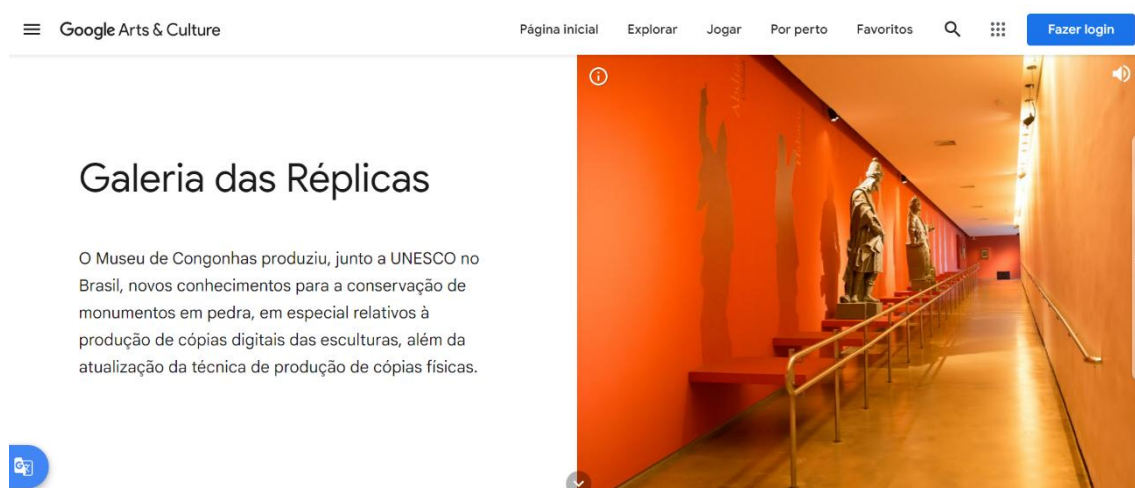 Google Arts & Culture
Página inicial
Explorar
Jogar
Por perto
Favoritos
Fazer login
Galeria das Réplicas
O Museu de Congonhas produziu, junto a UNESCO no
Brasil, novos conhecimentos para a conservação de
monumentos em pedra, em especial relativos à
produção de cópias digitais das esculturas, além da
atualização da técnica de produção de cópias físicas.